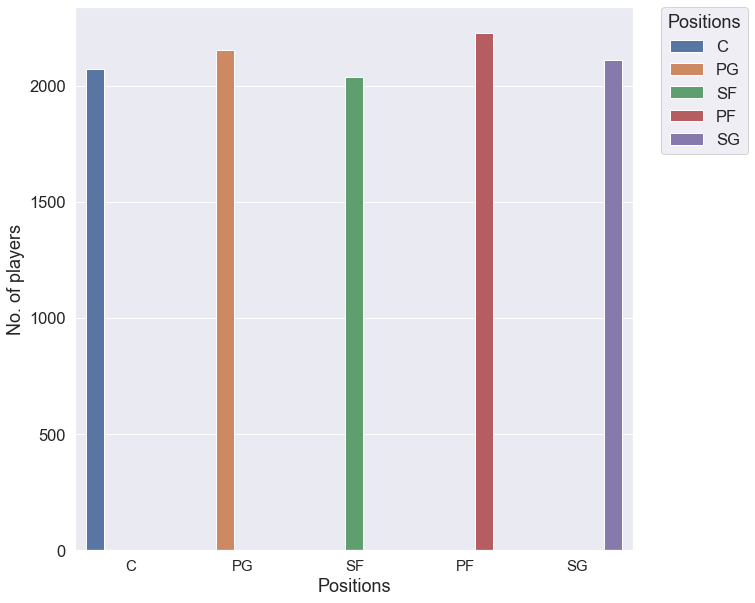 Positions
C
PG
SF
PF
SG
2000
1500
1000
500
0
No. of players
C PG SF PF SG
Positions